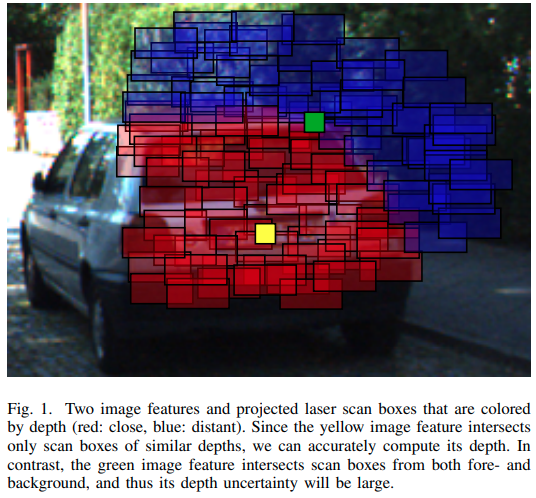 Fig. 1. Two image features and projected laser scan boxes that are colored
by depth (red: close, blue: distant). Since the yellow image feature intersects
only scan boxes of similar depths, we can accurately compute its depth. In
contrast, the green image feature intersects scan boxes from both fore- and
background, and thus its depth uncertainty will be large.